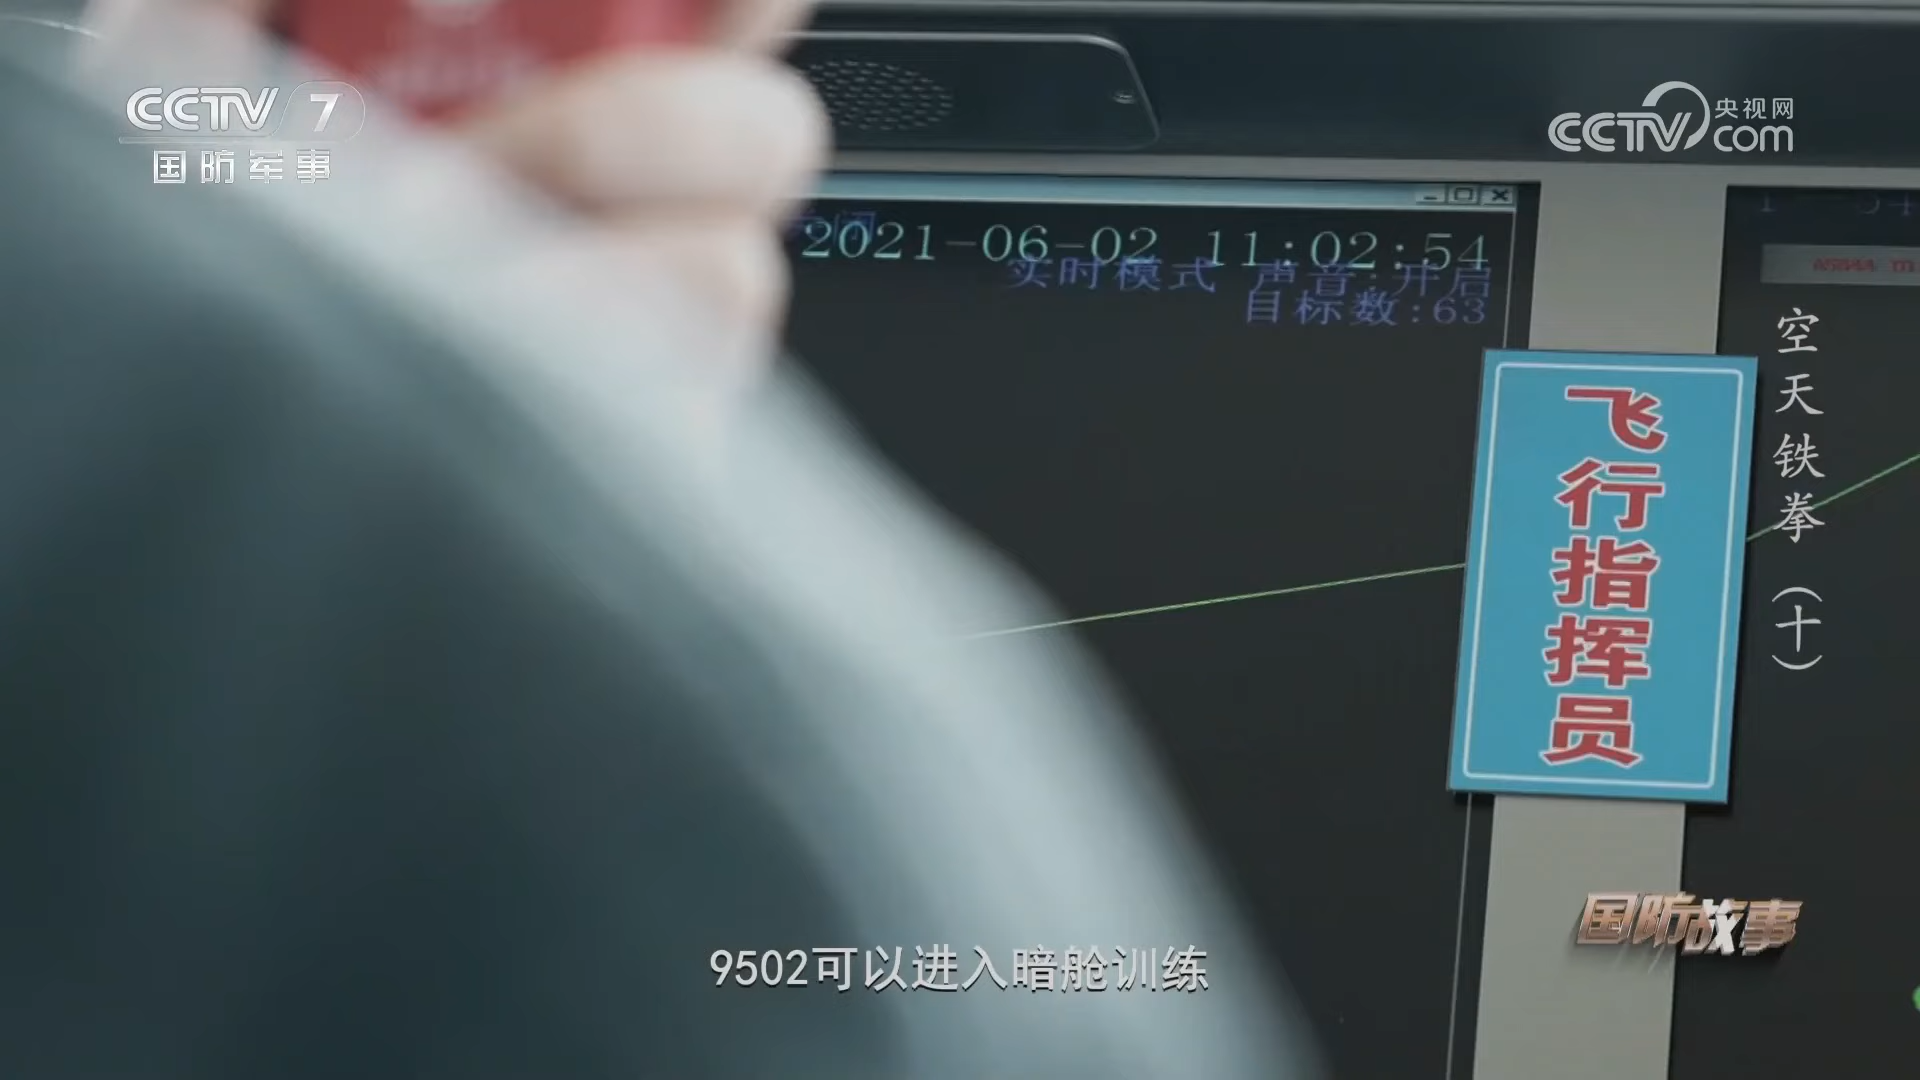 CCTV 7
国防军事
央视网
CCTV com
2021-06-02 11:02:54
实时模式 声音:开启
目标数:63
飞行指挥员
空天铁拳（十）
国防故事
9502可以进入暗舱训练